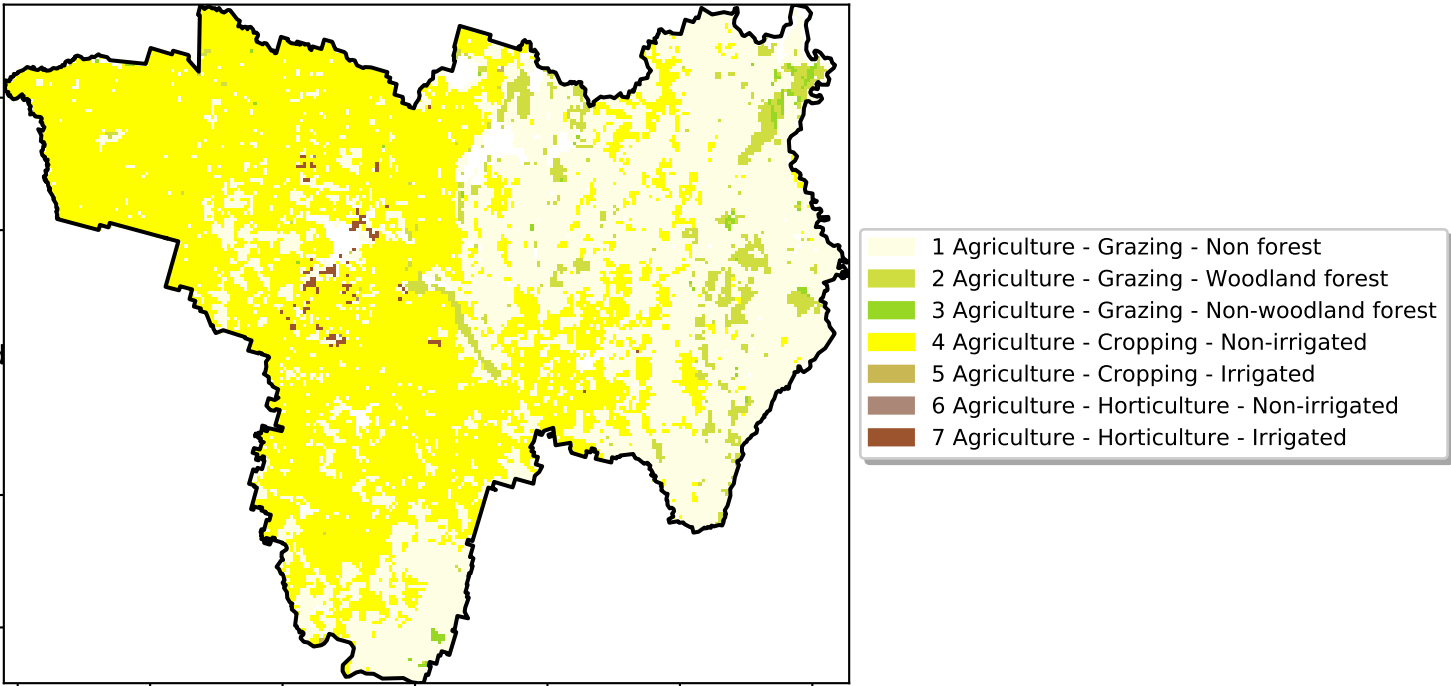 1 Agriculture - Grazing - Non forest
2 Agriculture - Grazing - Woodland forest
3 Agriculture - Grazing - Non-woodland forest
4 Agriculture - Cropping - Non-irrigated
5 Agriculture - Cropping - Irrigated
6 Agriculture - Horticulture - Non-irrigated
7 Agriculture - Horticulture - Irrigated